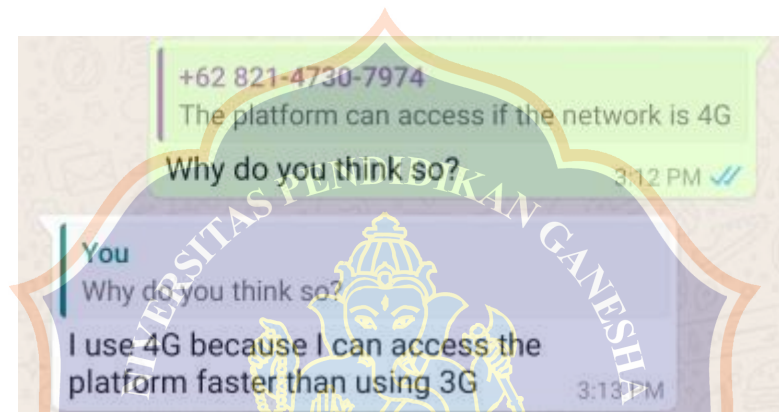 +62 821-4730-7974
The platform can access if the network is 4G
Why do you think so?
3:12 PM
You
Why do you think so?
I use 4G because I can access the
platform faster than using 3G
3:13 PM
IVERSITAS PENDIDIKAN GANESH